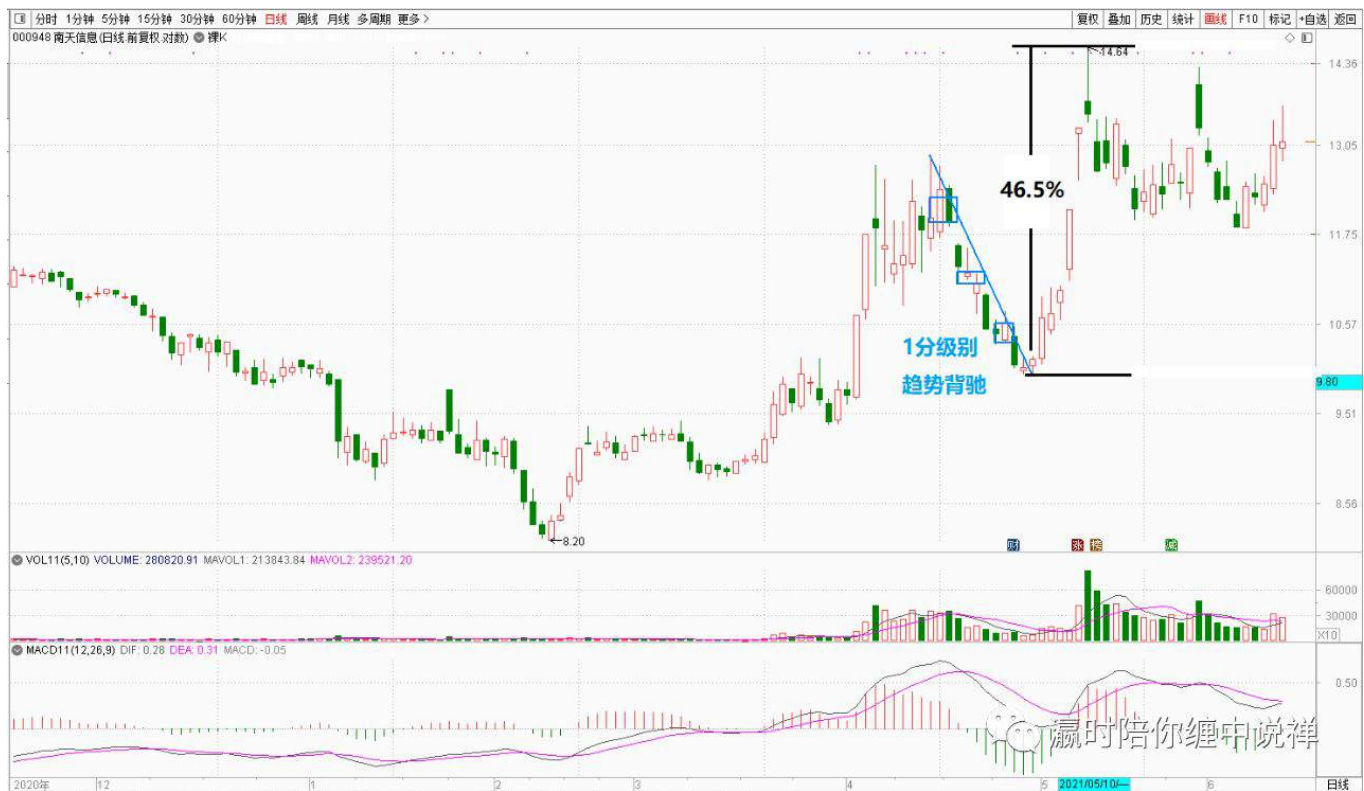 分时 1分钟 5分钟 15分钟 30分钟 60分钟 日线 周线 月线 多周期 更多>
复权 叠加 历史 统计 画线 F10 标记 +自选 返回
000948 南天信息(日线 前复权 对数) 裸K
14.64
14.36
13.05
46.5%
11.75
10.57
1分级别
趋势背驰
9.80
9.51
8.56
8.20
财 涨 榜 减
VOL11(5,10) VOLUME: 280820.91 MAVOL1: 213843.84 MAVOL2: 239521.20
60000
30000
X10
MACD11(12,26,9) DIF: 0.28 DEA: 0.31 MACD: -0.05
0.50
瀛时陪你缠中说禅
2020年 12 1 2 3 4 5 2021/05/10/一 6 日线